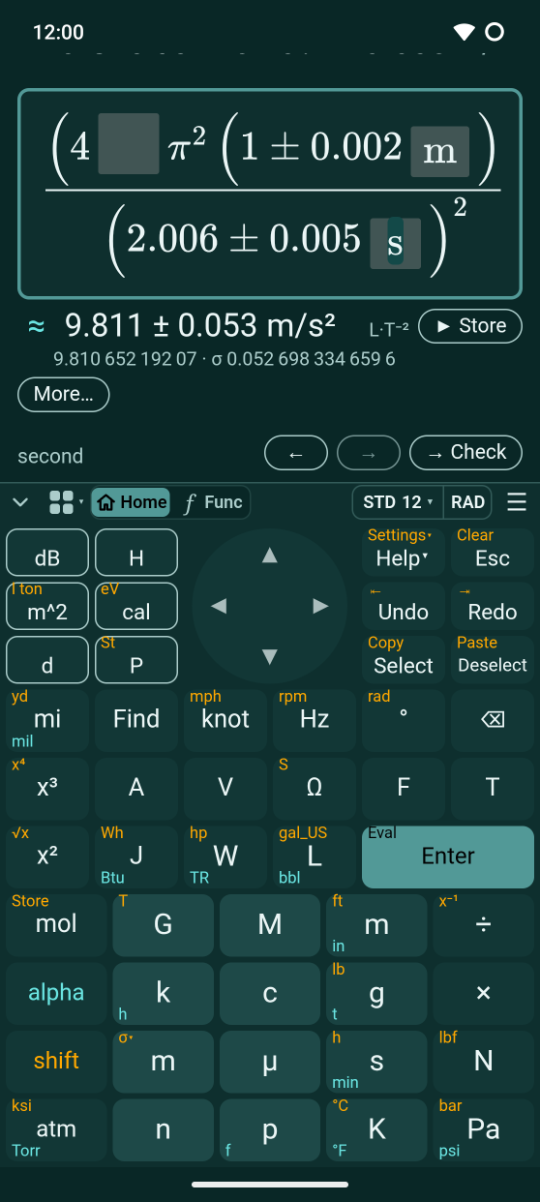 12:00
(4 π² (1 ± 0.002 m)
(2.006 ± 0.005 s)²
≈ 9.811 ± 0.053 m/s² L·T⁻² ► Store
9.810 652 192 07 · σ 0.052 698 334 659 6
More…
second ← → → Check
Home f Func STD 12 RAD ☰
Settings Clear
dB H Help Esc
eV ← →
m^2 cal Undo Redo
St Copy Paste
d P Select Deselect
yd mph rpm rad
mi Find knot Hz ° ⌫
mil
x⁴ S
x³ A V Ω F T
√x Wh hp gal_US Eval
x² J W L Enter
Btu TR bbl
Store T ft x⁻¹
mol G M m ÷
in
lb
alpha k c g ×
h t
σ h lbf
shift m µ s N
min
ksi °C bar
atm n p K Pa
Torr f °F psi